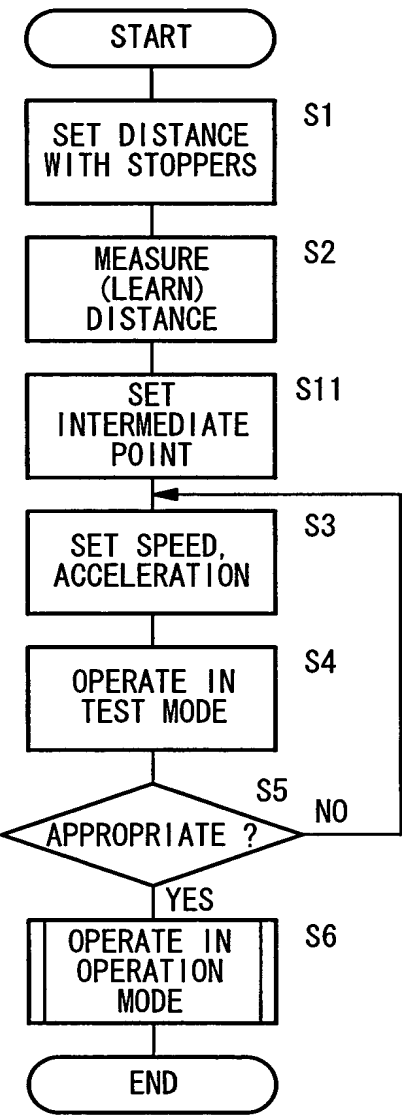 START
S1
SET DISTANCE
WITH STOPPERS
S2
MEASURE
(LEARN)
DISTANCE
S11
SET
INTERMEDIATE
POINT
S3
SET SPEED,
ACCELERATION
S4
OPERATE IN
TEST MODE
S5
APPROPRIATE ?
NO
YES
S6
OPERATE IN
OPERATION
MODE
END